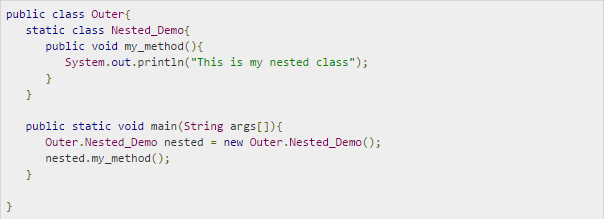 public class Outer{
   static class Nested_Demo{
      public void my_method(){
         System.out.println("This is my nested class");
      }
   }

   public static void main(String args[]){
      Outer.Nested_Demo nested = new Outer.Nested_Demo();
      nested.my_method();
   }

}